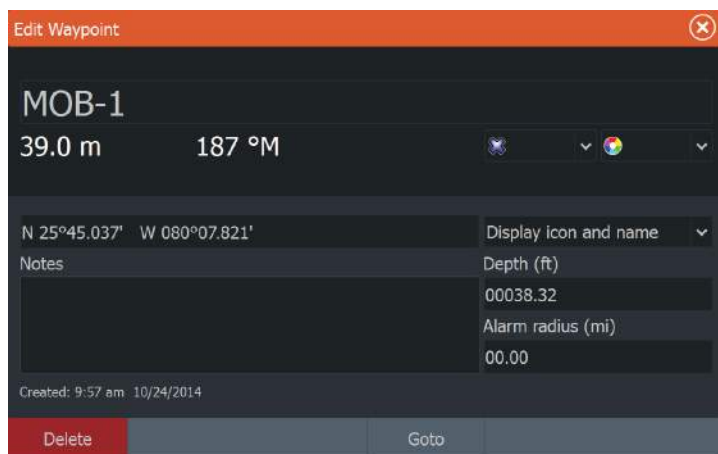 Edit Waypoint
MOB-1
39.0 m 187 °M
N 25°45.037' W 080°07.821' Display icon and name
Notes Depth (ft)
00038.32
Alarm radius (mi)
00.00
Created: 9:57 am 10/24/2014
Delete Goto